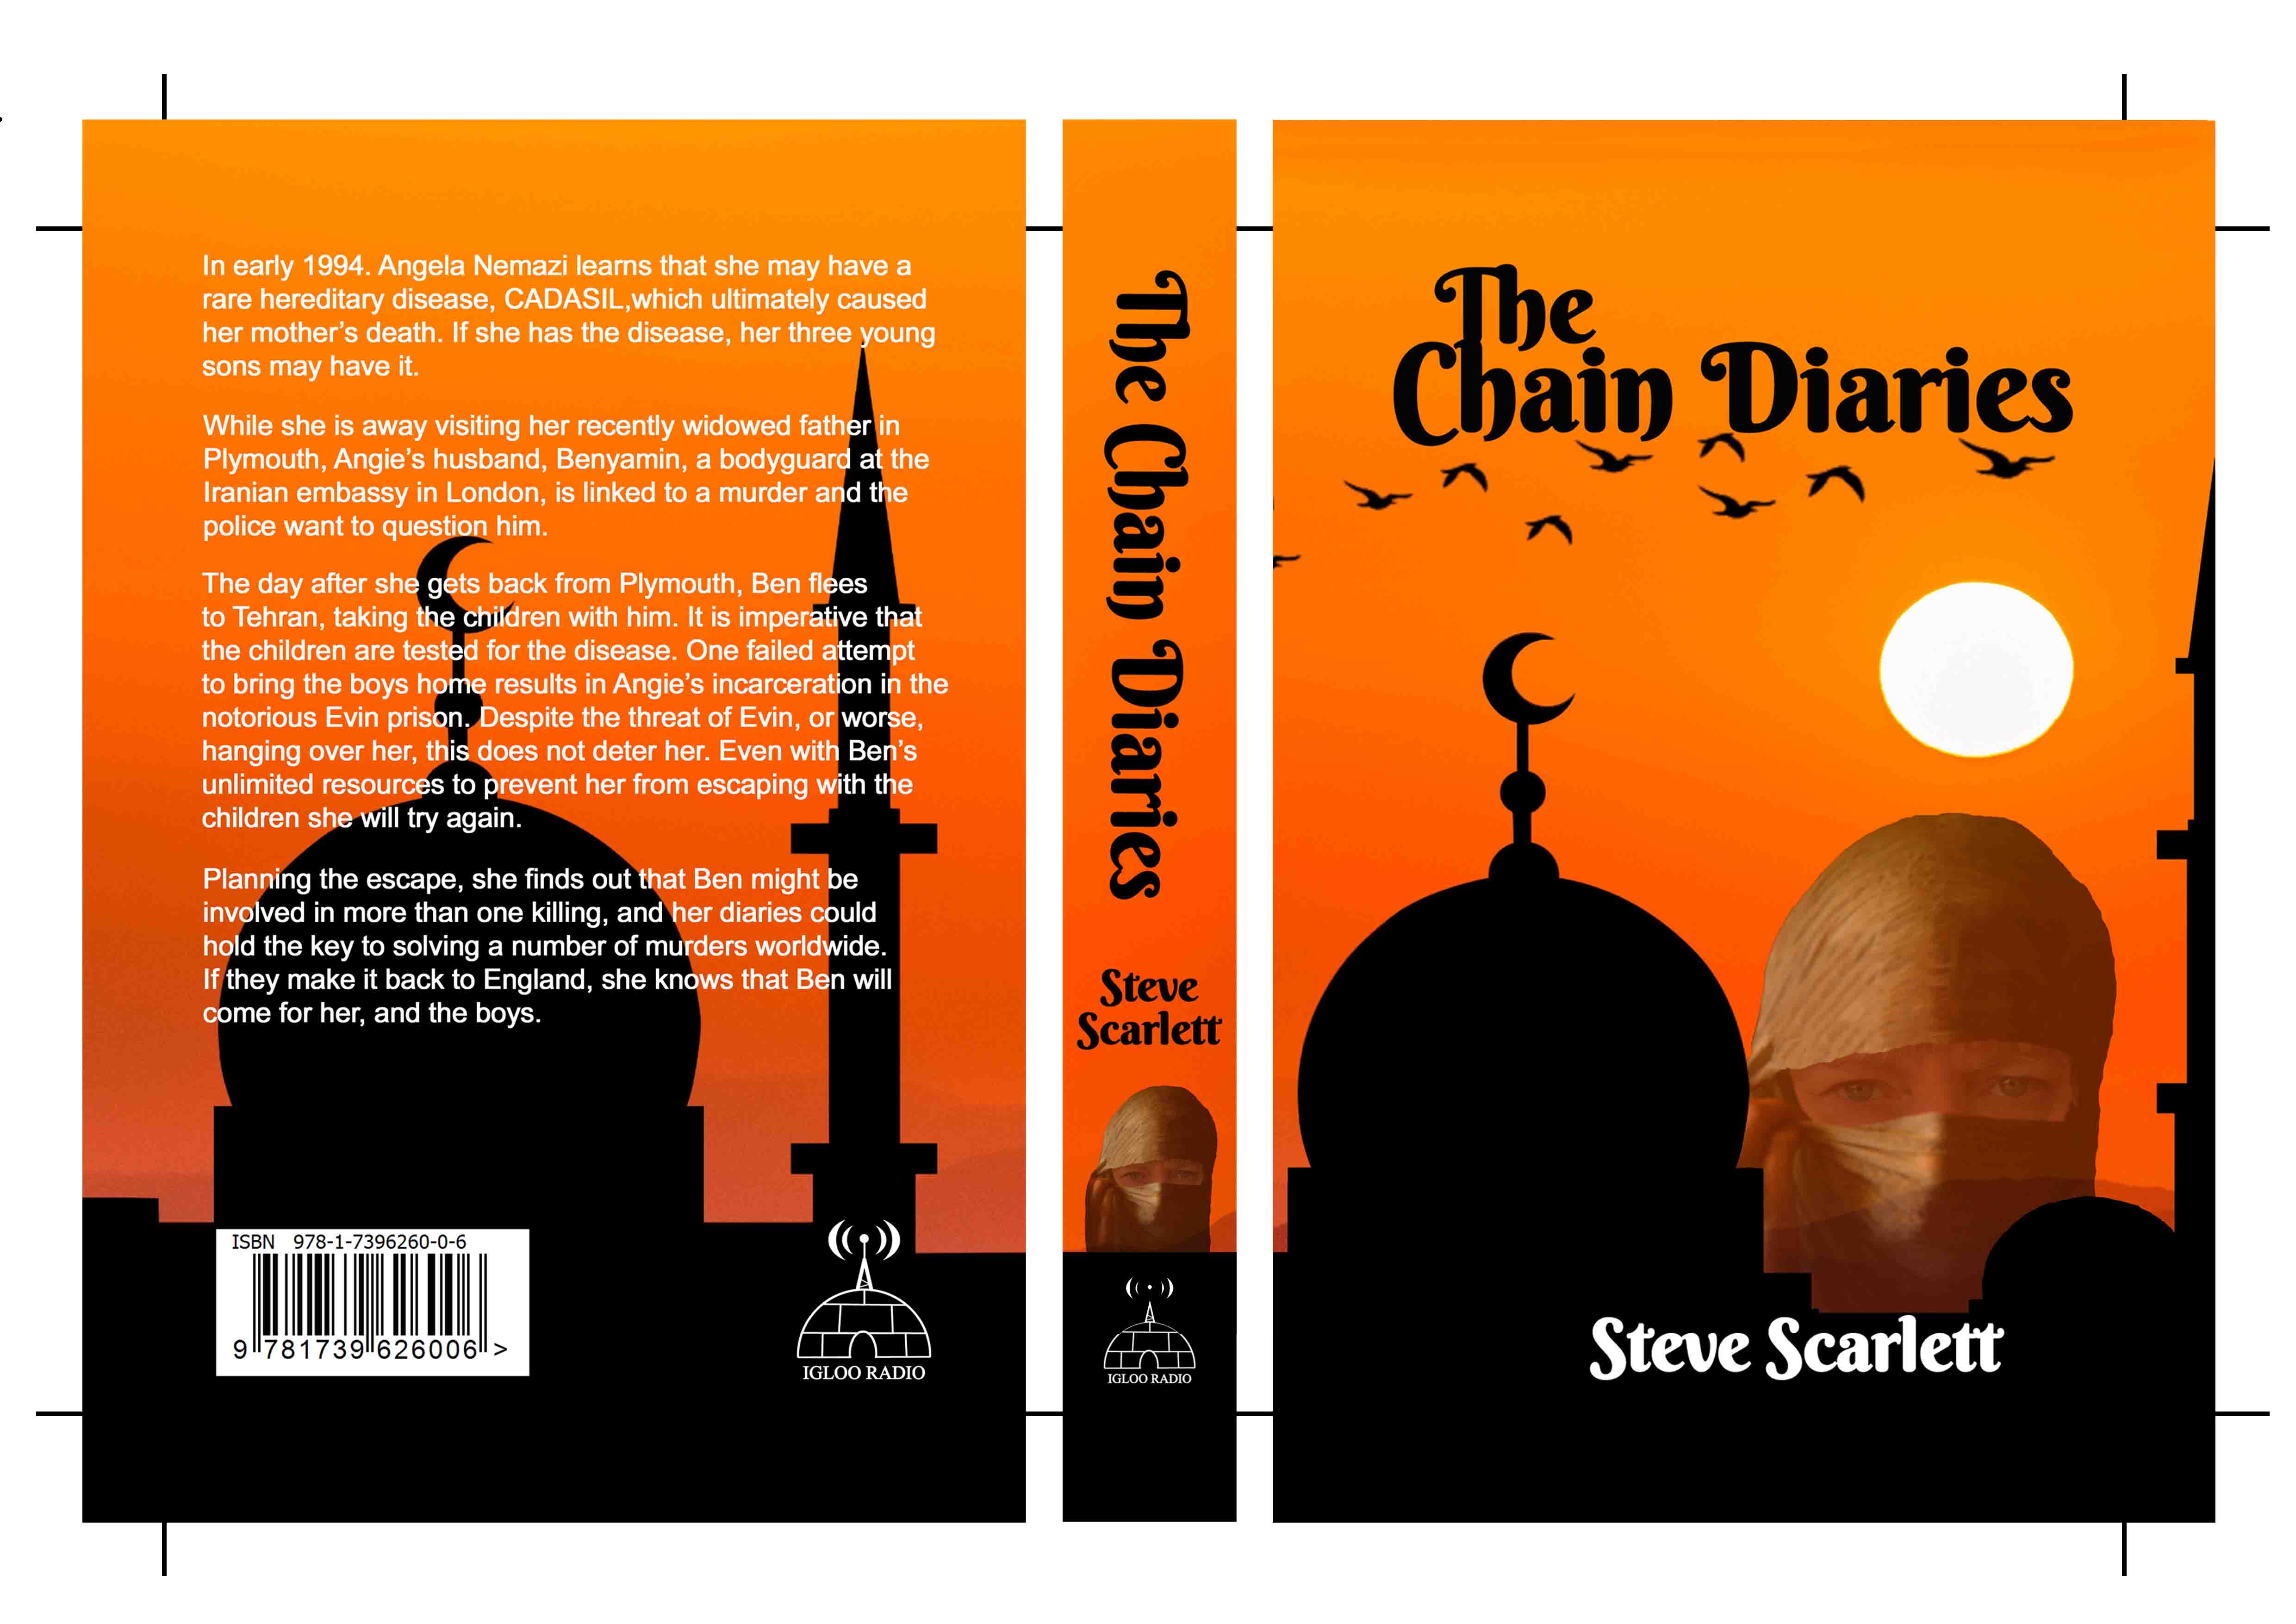 In early 1994. Angela Nemazi learns that she may have a
rare hereditary disease, CADASIL,which ultimately caused
her mother’s death. If she has the disease, her three young
sons may have it.
While she is away visiting her recently widowed father in
Plymouth, Angie’s husband, Benyamin, a bodyguard at the
Iranian embassy in London, is linked to a murder and the
police want to question him.
The day after she gets back from Plymouth, Ben flees
to Tehran, taking the children with him. It is imperative that
the children are tested for the disease. One failed attempt
to bring the boys home results in Angie’s incarceration in the
notorious Evin prison. Despite the threat of Evin, or worse,
hanging over her, this does not deter her. Even with Ben’s
unlimited resources to prevent her from escaping with the
children she will try again.
Planning the escape, she finds out that Ben might be
involved in more than one killing, and her diaries could
hold the key to solving a number of murders worldwide.
If they make it back to England, she knows that Ben will
come for her, and the boys.
ISBN 978-1-7396260-0-6
9 781739 626006 >
IGLOO RADIO
The Chain Diaries
Steve
Scarlett
IGLOO RADIO
The
Chain Diaries
Steve Scarlett